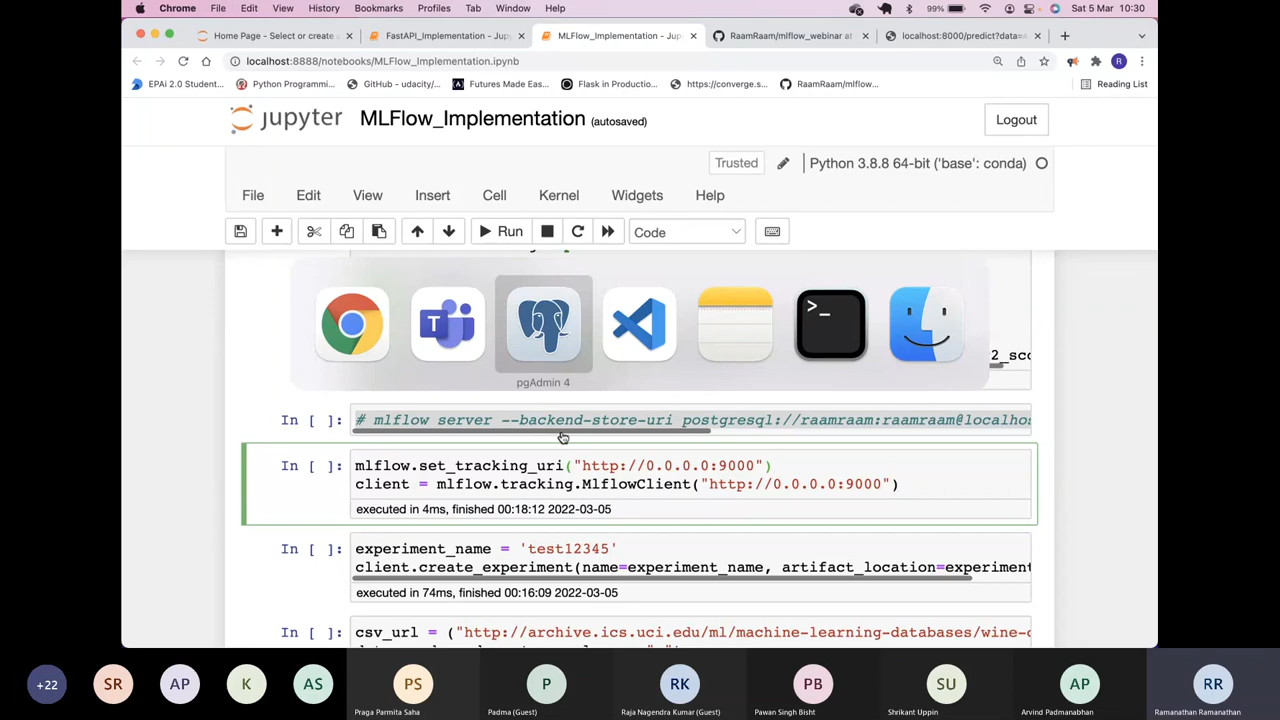 Chrome File Edit View History Bookmarks Profiles Tab Window Help 99% Sat 5 Mar 10:30
Home Page - Select or create a FastAPI_Implementation - Jup MLFlow_Implementation - Jup RaamRaam/mlflow_webinar at localhost:8000/predict?data=
localhost:8888/notebooks/MLFlow_Implementation.ipynb R
EPAi 2.0 Student... Python Programmi... GitHub - udacity/... Futures Made Eas... Flask in Productio... https://converge.s... RaamRaam/mlflow... Reading List
jupyter MLFlow_Implementation (autosaved) Logout
Trusted Python 3.8.8 64-bit ('base': conda)
File Edit View Insert Cell Kernel Widgets Help
Run Code
pgAdmin 4
In [ ]: # mlflow server --backend-store-uri postgresql://raamraam:raamraam@localhos
In [ ]: mlflow.set_tracking_uri("http://0.0.0.0:9000")
client = mlflow.tracking.MlflowClient("http://0.0.0.0:9000")
executed in 4ms, finished 00:18:12 2022-03-05
In [ ]: experiment_name = 'test12345'
client.create_experiment(name=experiment_name, artifact_location=experiment
executed in 74ms, finished 00:16:09 2022-03-05
In [ ]: csv_url = ("http://archive.ics.uci.edu/ml/machine-learning-databases/wine-
+22 SR AP K AS PS P RK PB SU AP RR
Praga Parmita Saha Padma (Guest) Raja Nagendra Kumar (Guest) Pawan Singh Bisht Shrikant Uppin Arvind Padmanabhan Ramanathan Ramanathan